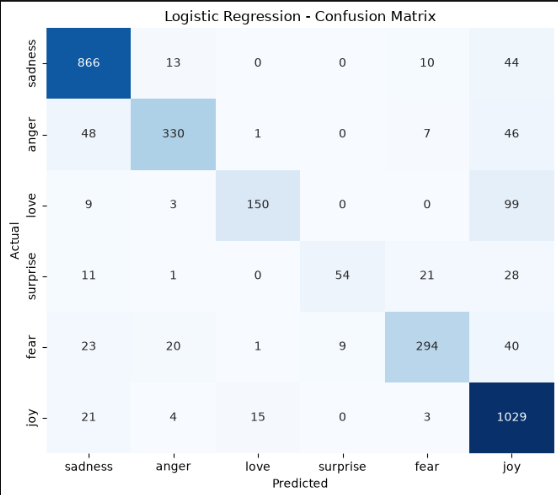 Logistic Regression - Confusion Matrix
Actual
sadness 866 13 0 0 10 44
anger 48 330 1 0 7 46
love 9 3 150 0 0 99
surprise 11 1 0 54 21 28
fear 23 20 1 9 294 40
joy 21 4 15 0 3 1029
sadness anger love surprise fear joy
Predicted